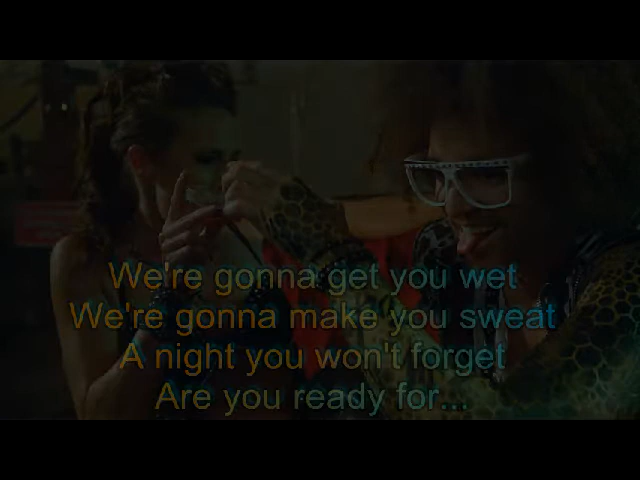 We're gonna get you wet
We're gonna make you sweat
A night you won't forget
Are you ready for...